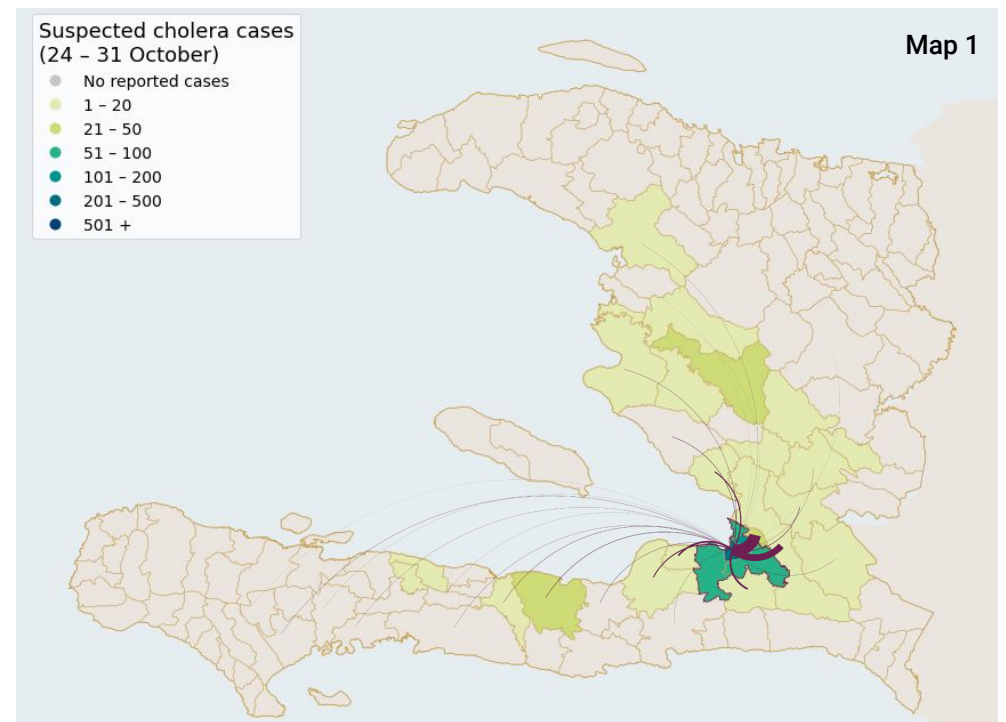 Suspected cholera cases
(24 – 31 October)
No reported cases
1 – 20
21 – 50
51 – 100
101 – 200
201 – 500
501 +
Map 1